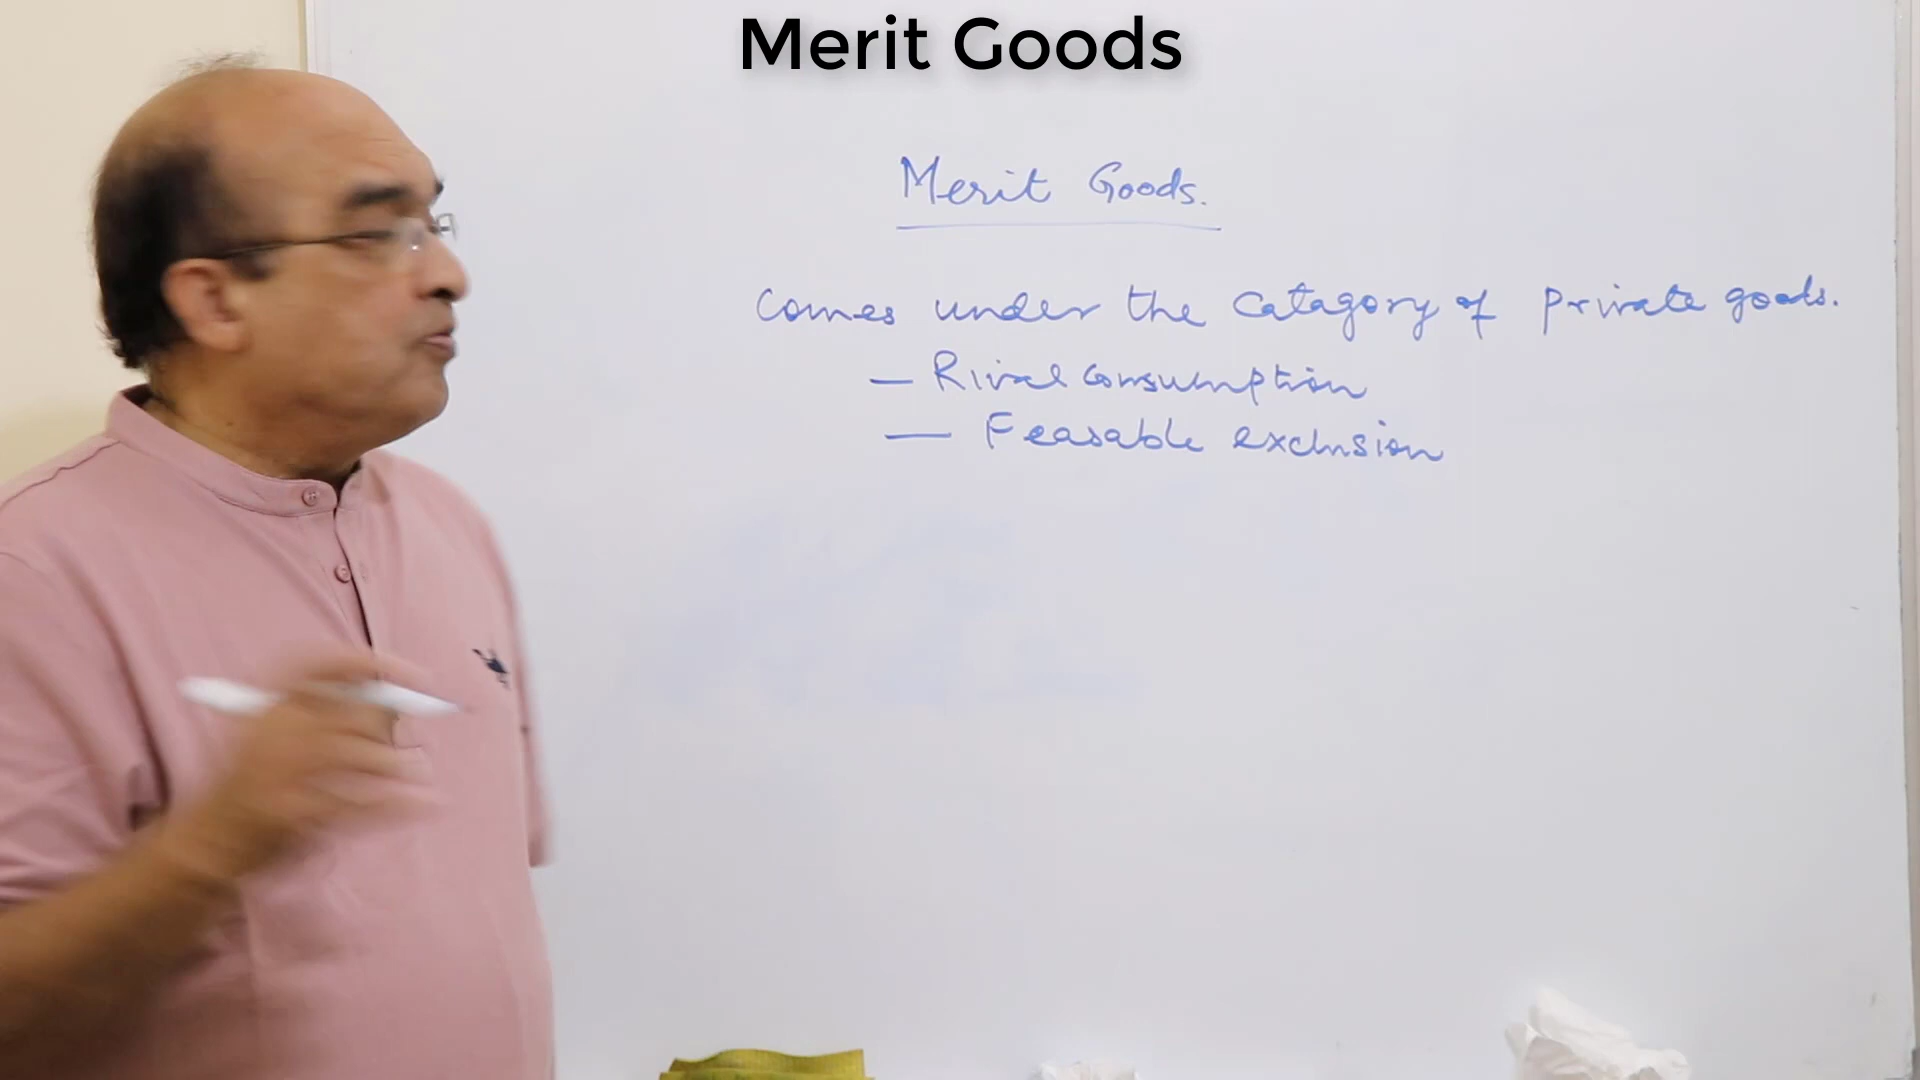 Merit Goods
Merit Goods.
Comes under the Catagory of Private goods.
— Rival Consumption
— Feasable exclusion